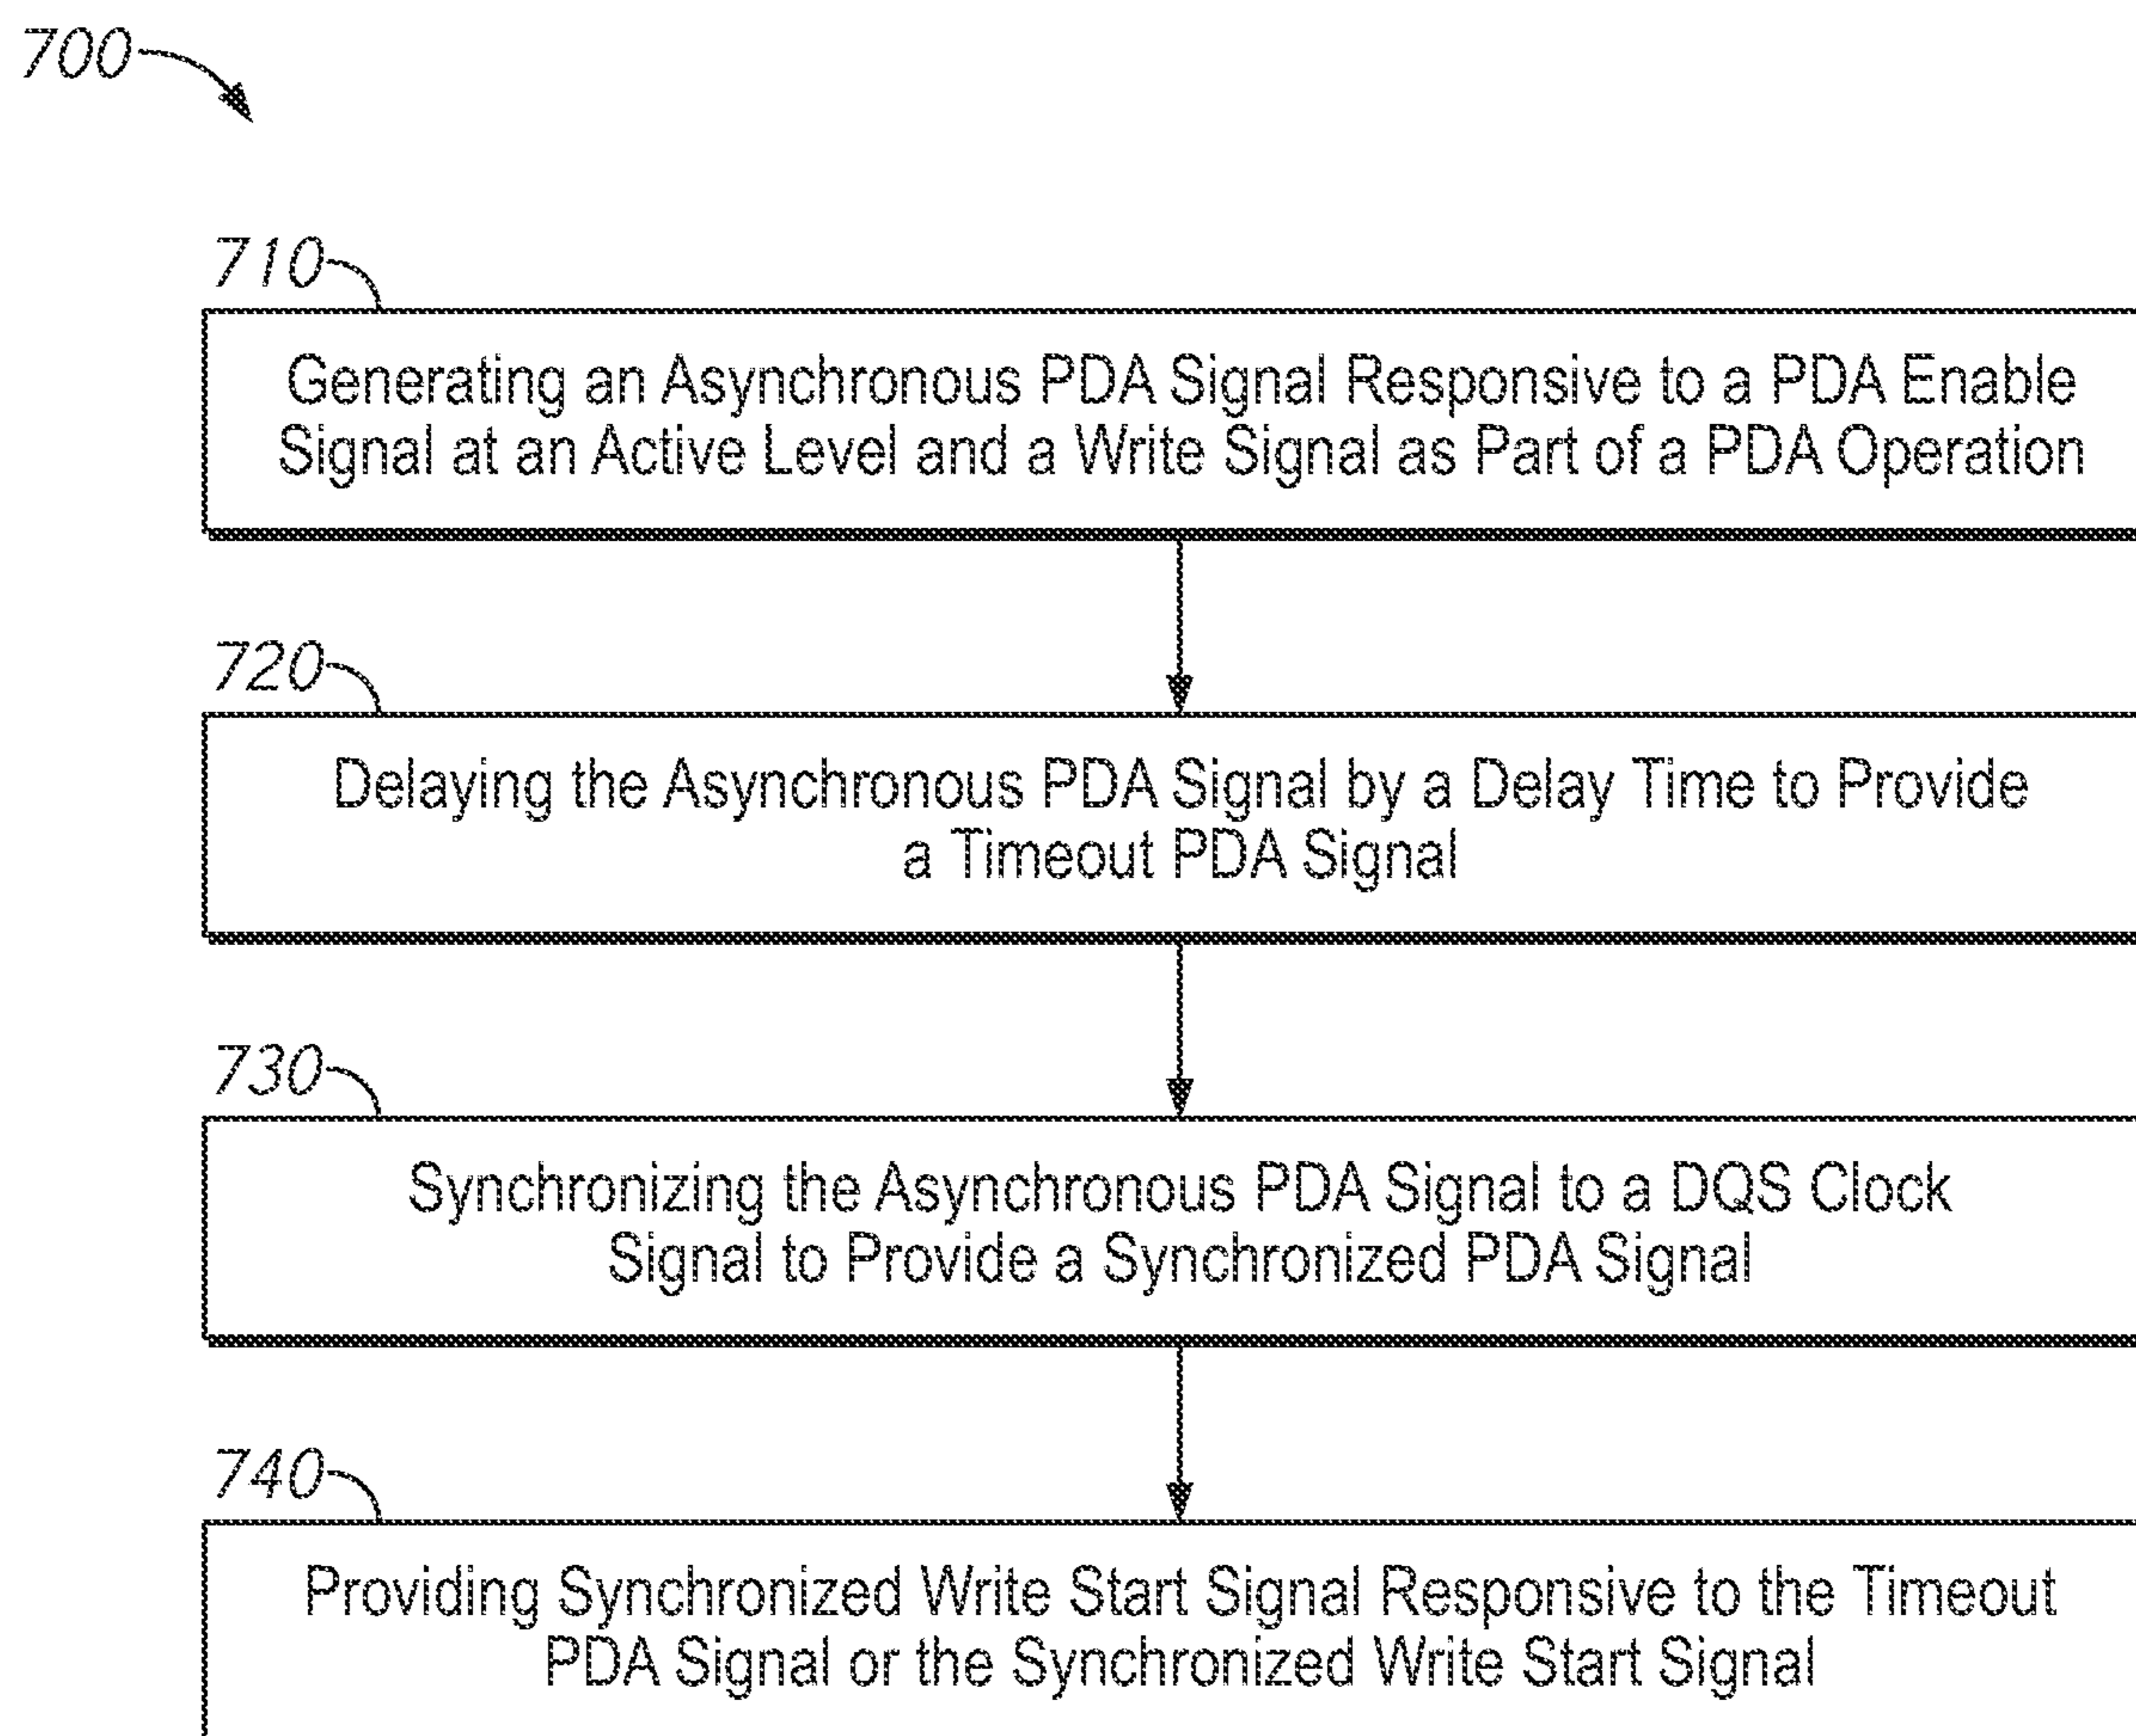 700
710
Generating an Asynchronous PDA Signal Responsive to a PDA Enable
Signal at an Active Level and a Write Signal as Part of a PDA Operation
720
Delaying the Asynchronous PDA Signal by a Delay Time to Provide
a Timeout PDA Signal
730
Synchronizing the Asynchronous PDA Signal to a DQS Clock
Signal to Provide a Synchronized PDA Signal
740
Providing Synchronized Write Start Signal Responsive to the Timeout
PDA Signal or the Synchronized Write Start Signal